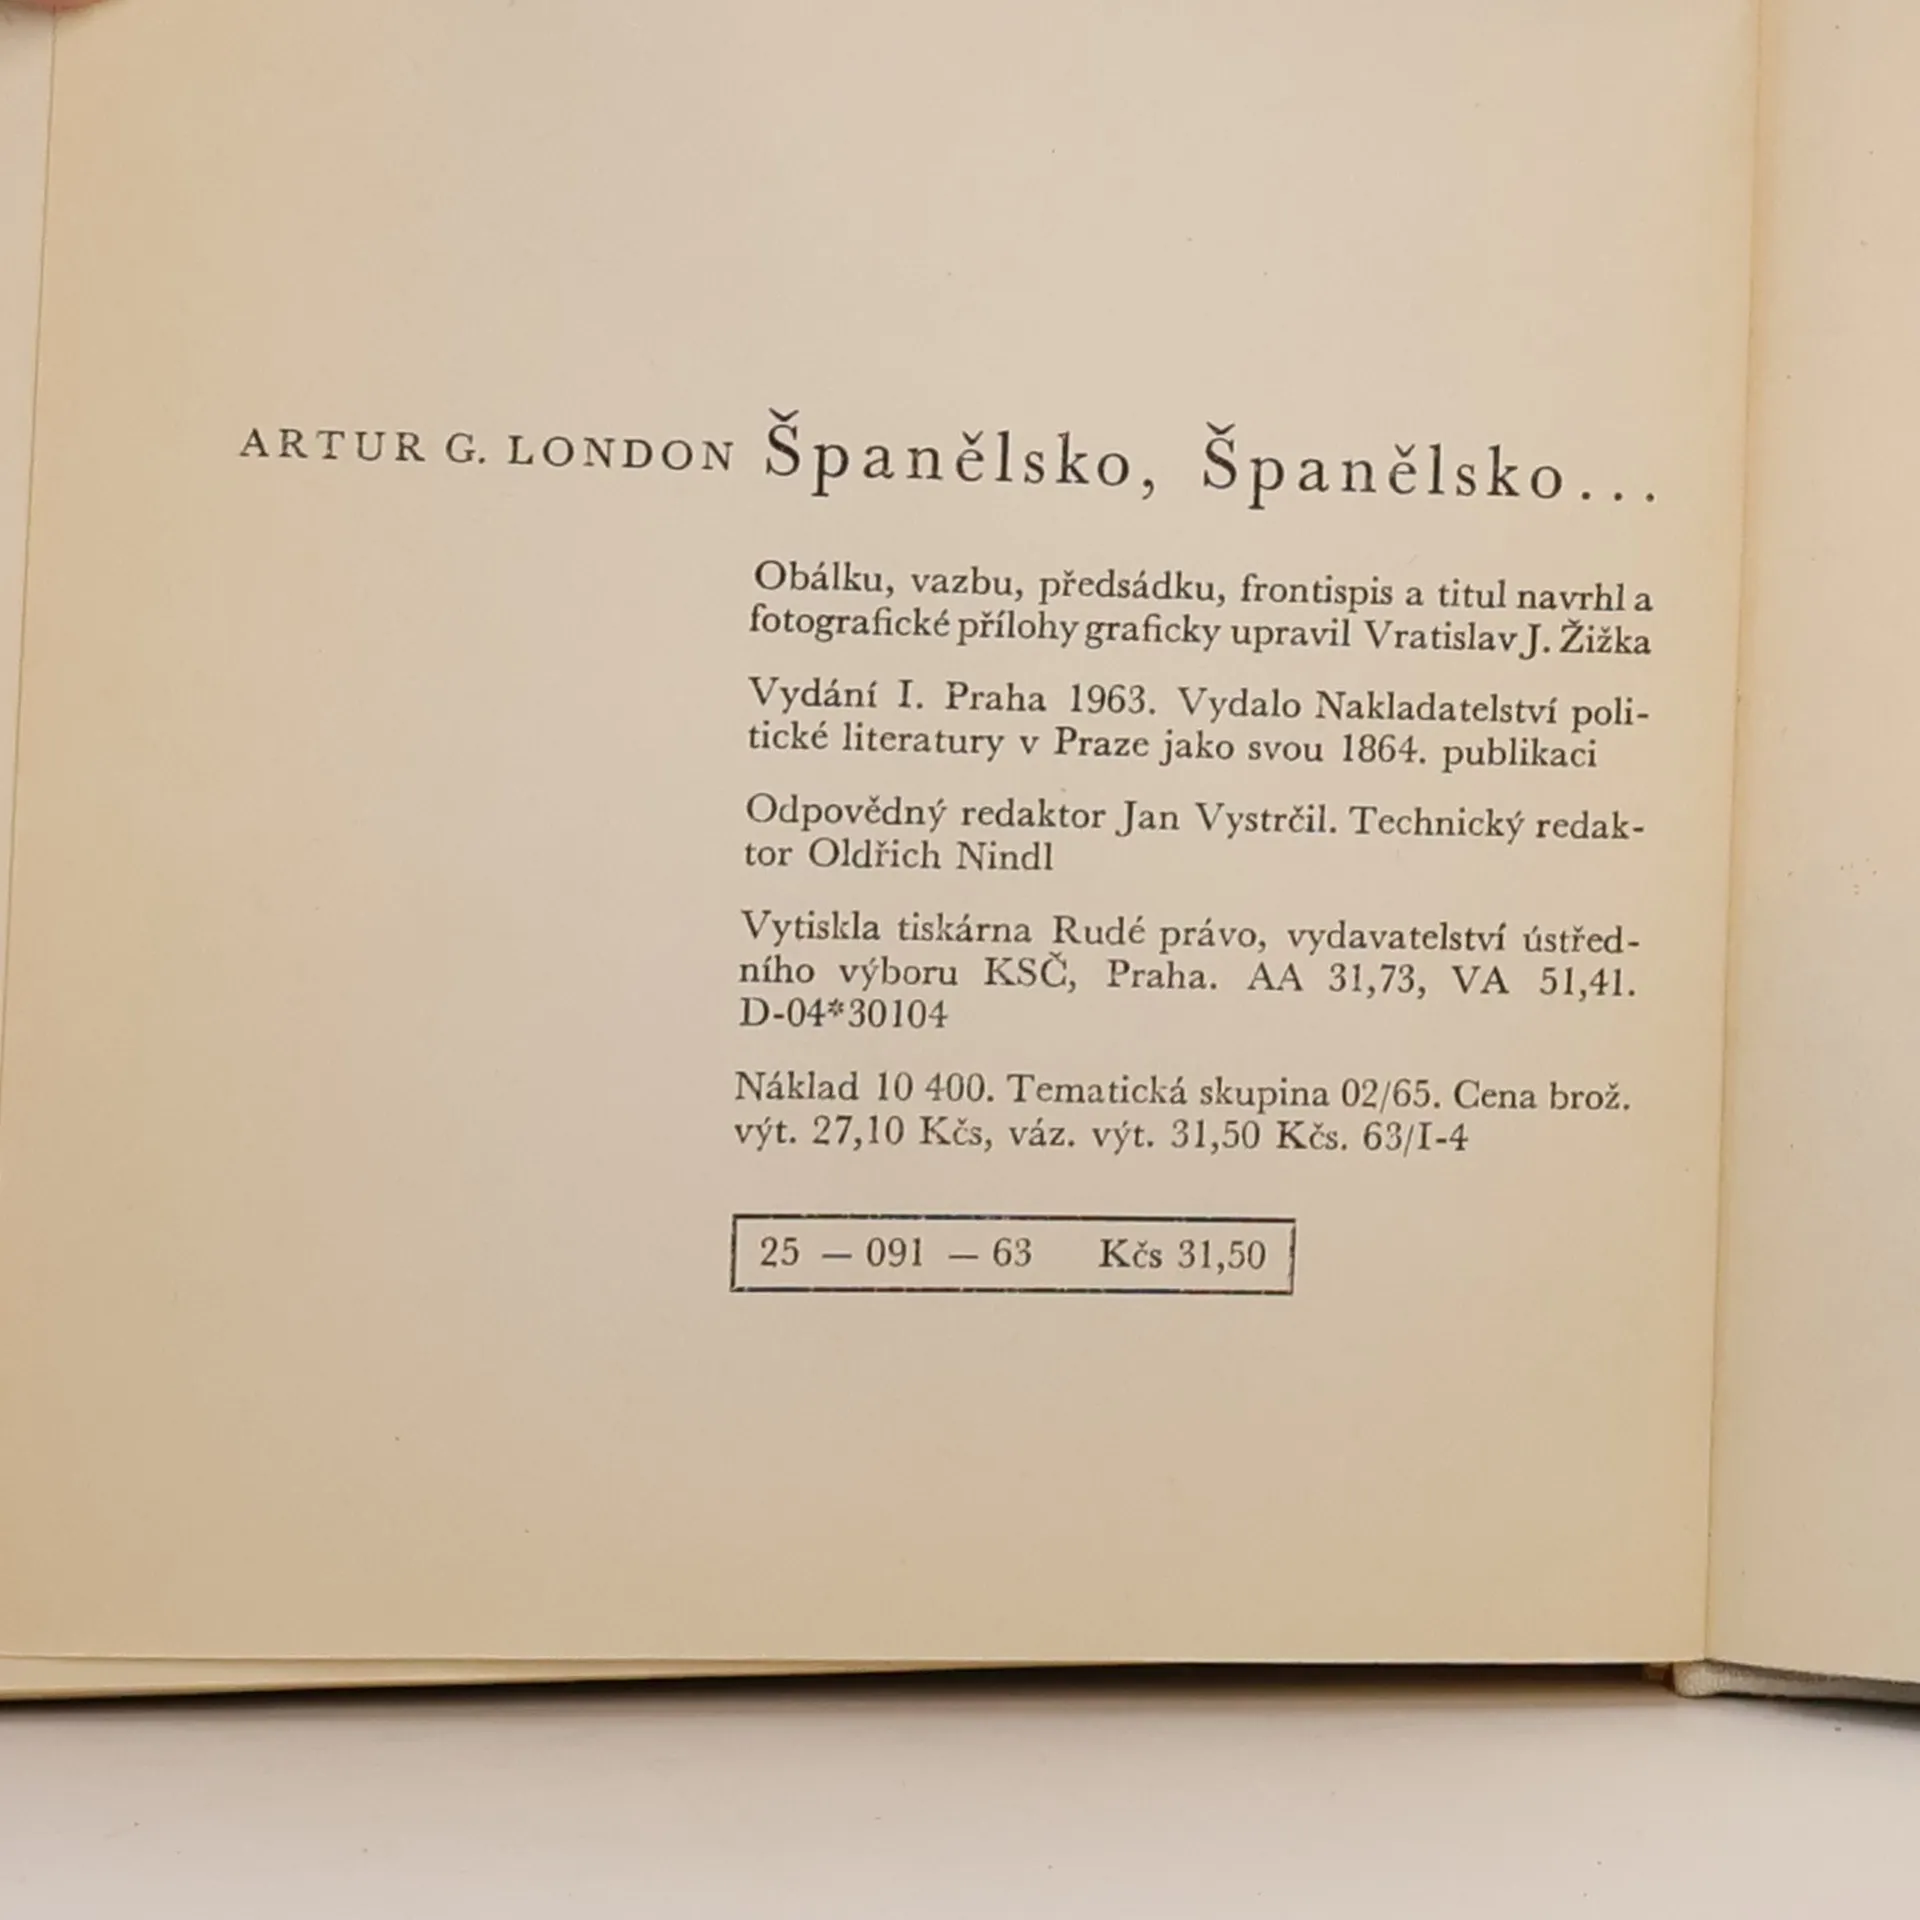 ARTUR G. LONDON Španělsko, Španělsko...
Obálku, vazbu, předsádku, frontispis a titul navrhl a
fotografické přílohy graficky upravil Vratislav J. Žižka
Vydání I. Praha 1963. Vydalo Nakladatelství poli-
tické literatury v Praze jako svou 1864. publikaci
Odpovědný redaktor Jan Vystrčil. Technický redak-
tor Oldřich Nindl
Vytiskla tiskárna Rudé právo, vydavatelství ústřed-
ního výboru KSČ, Praha. AA 31,73, VA 51,41.
D-04*30104
Náklad 10 400. Tematická skupina 02/65. Cena brož.
výt. 27,10 Kčs, váz. výt. 31,50 Kčs. 63/I-4
25 — 091 — 63 Kčs 31,50